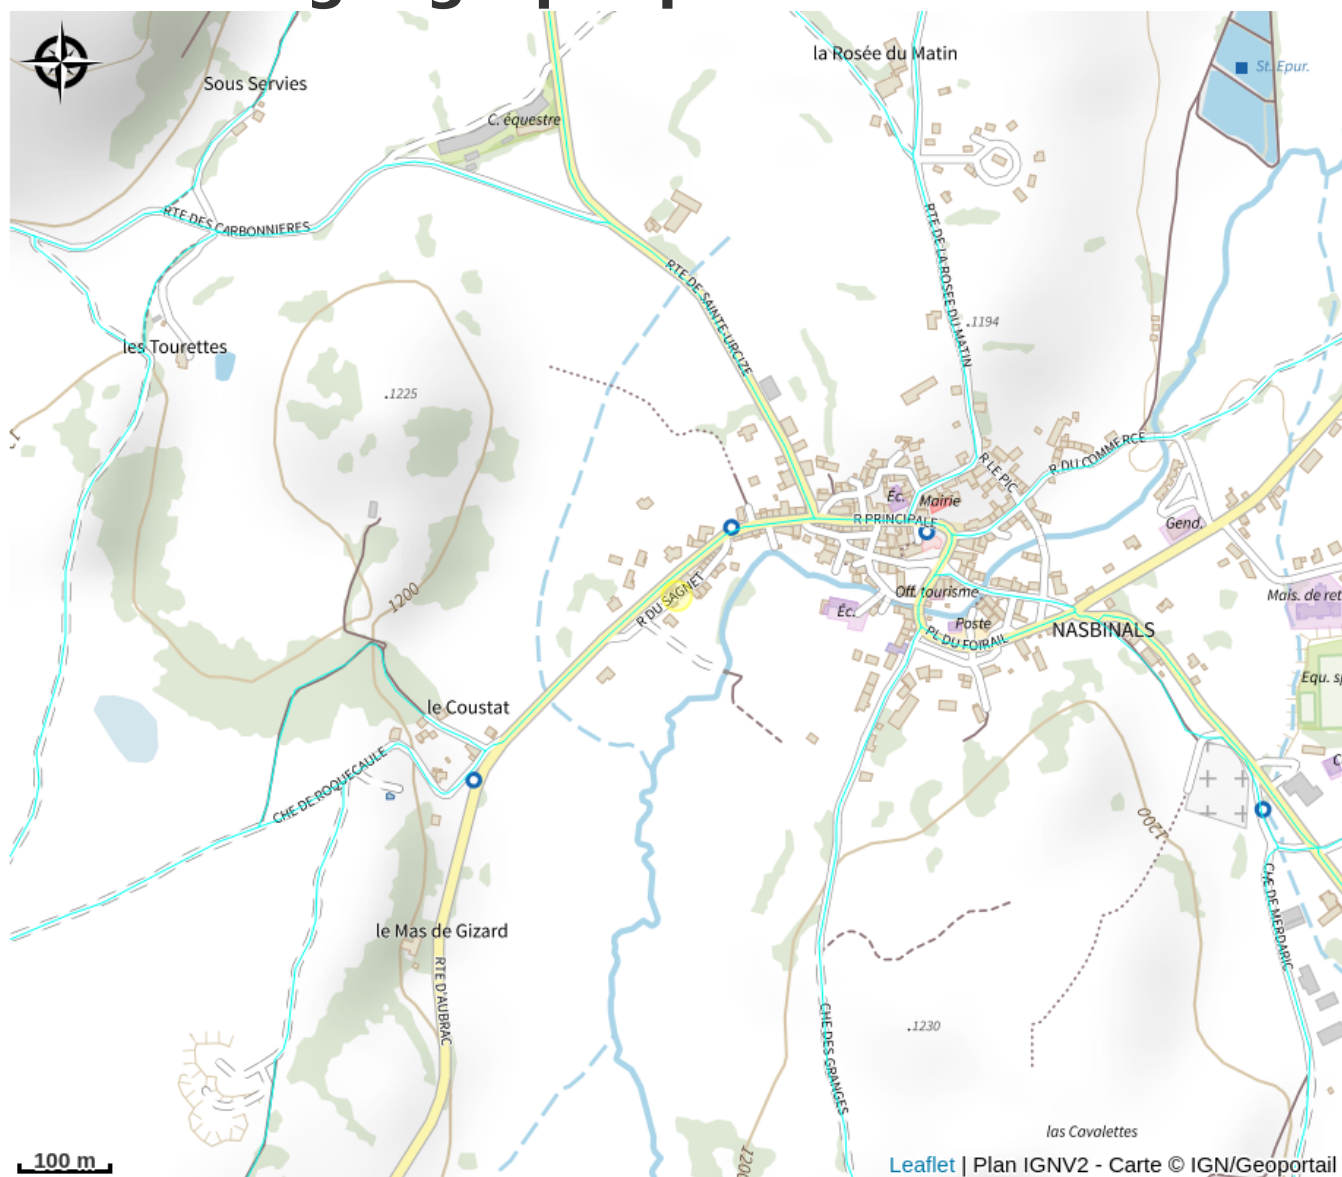 la Rosée du Matin
St. Epur.
Sous Servies
C. équestre
RTE DES CARBONNIERES
RTE DE LA ROSEE DU MATIN
RTE DE SAINTE-URCIZE
.1194
les Tourettes
.1225
R DU COMMERCE
R LE PIC
Éc.
Mairie
R PRINCIPALE
Gend.
1200
R DU SAGNET
Off. tourisme
Mais. de ret
Éc.
Poste
NASBINALS
PL DU FOIRAIL
Equ. sp
le Coustat
CHE DE ROQUECAULE
1200
CHE DE MERDARIC
le Mas de Gizard
RTE D'AUBRAC
.1230
CHE DES GRANGES
las Cavalettes
1200
100 m
Leaflet | Plan IGNV2 - Carte © IGN/Geoportail